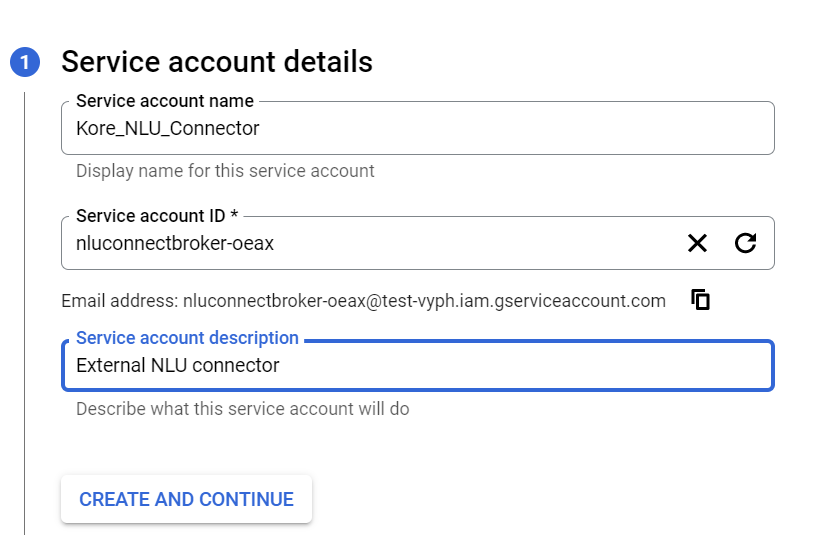 1 Service account details
Service account name
Kore_NLU_Connector
Display name for this service account
Service account ID *
nluconnectbroker-oeax
Email address: nluconnectbroker-oeax@test-vyph.iam.gserviceaccount.com
Service account description
External NLU connector
Describe what this service account will do
CREATE AND CONTINUE